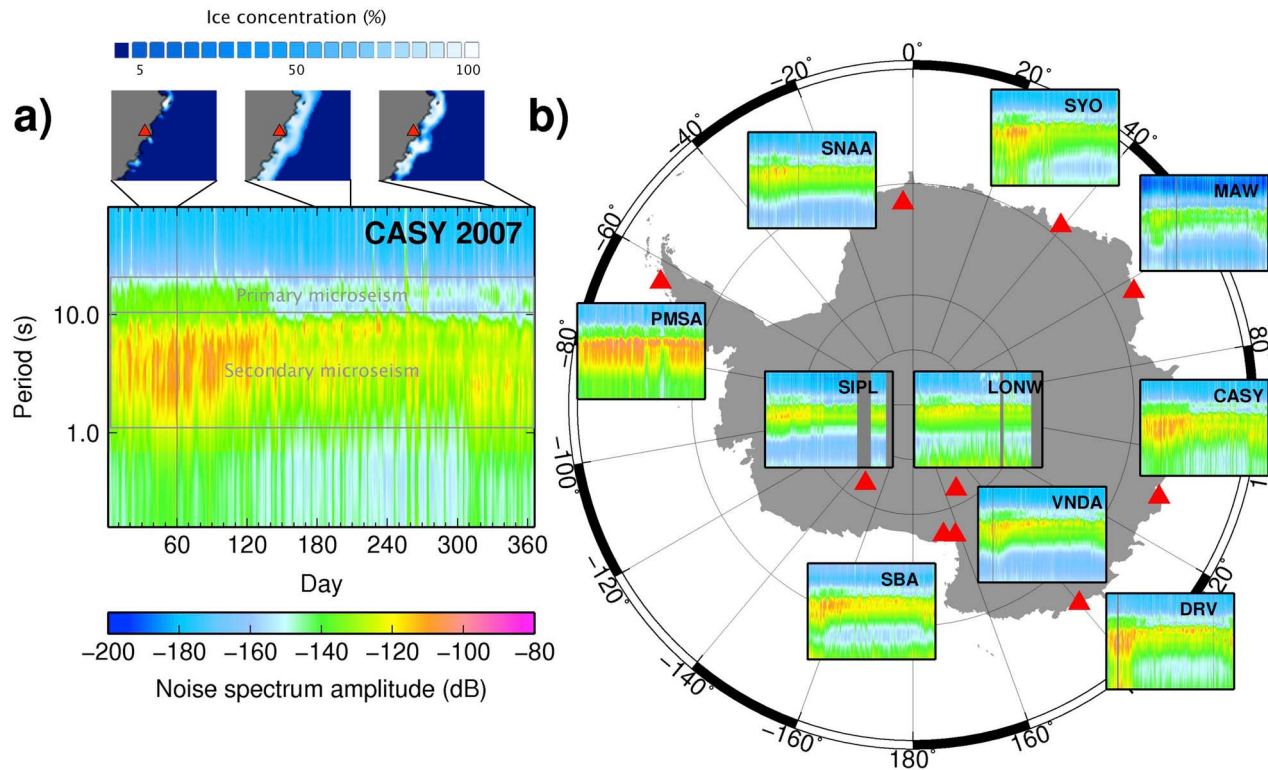 Ice concentration (%)
5 50 100
a)
CASY 2007
Primary microseism
Secondary microseism
Period (s)
10.0
1.0
60 120 180 240 300 360
Day
−200 −180 −160 −140 −120 −100 −80
Noise spectrum amplitude (dB)
b)
0°
−20° 20°
−40° 40°
−60°
80
−80°
−100°
20°
−120°
−140°
−160° 160°
180°
SYO
SNAA
MAW
PMSA
SIPL LONW
CASY
VNDA
SBA
DRV